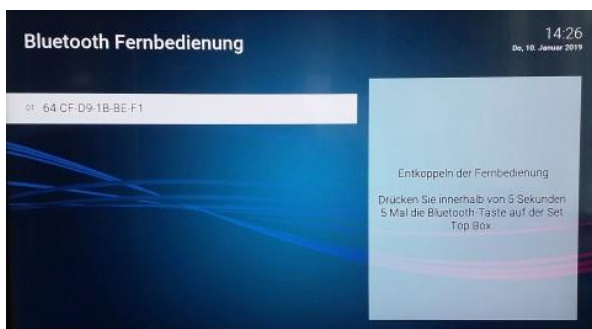 Bluetooth Fernbedienung
14:26
Do, 10. Januar 2019
01 64-CF-D9-1B-BE-F1
Entkoppeln der Fernbedienung
Drücken Sie innerhalb von 5 Sekunden
5 Mal die Bluetooth-Taste auf der Set
Top Box